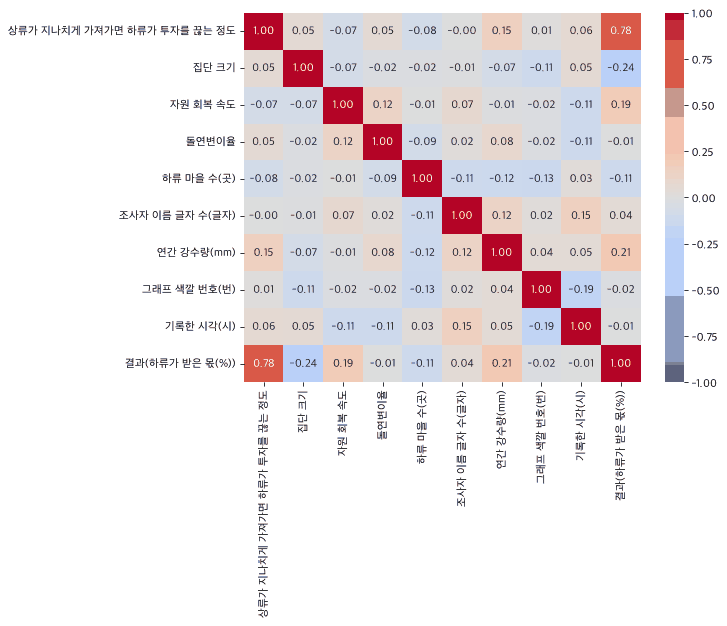 상류가 지나치게 가져가면 하류가 투자를 끊는 정도 1.00 0.05 -0.07 0.05 -0.08 -0.00 0.15 0.01 0.06 0.78
집단 크기 0.05 1.00 -0.07 -0.02 -0.02 -0.01 -0.07 -0.11 0.05 -0.24
자원 회복 속도 -0.07 -0.07 1.00 0.12 -0.01 0.07 -0.01 -0.02 -0.11 0.19
돌연변이율 0.05 -0.02 0.12 1.00 -0.09 0.02 0.08 -0.02 -0.11 -0.01
하류 마을 수(곳) -0.08 -0.02 -0.01 -0.09 1.00 -0.11 -0.12 -0.13 0.03 -0.11
조사자 이름 글자 수(글자) -0.00 -0.01 0.07 0.02 -0.11 1.00 0.12 0.02 0.15 0.04
연간 강수량(mm) 0.15 -0.07 -0.01 0.08 -0.12 0.12 1.00 0.04 0.05 0.21
그래프 색깔 번호(번) 0.01 -0.11 -0.02 -0.02 -0.13 0.02 0.04 1.00 -0.19 -0.02
기록한 시각(시) 0.06 0.05 -0.11 -0.11 0.03 0.15 0.05 -0.19 1.00 -0.01
결과(하류가 받은 몫(%)) 0.78 -0.24 0.19 -0.01 -0.11 0.04 0.21 -0.02 -0.01 1.00
상류가 지나치게 가져가면 하류가 투자를 끊는 정도
집단 크기
자원 회복 속도
돌연변이율
하류 마을 수(곳)
조사자 이름 글자 수(글자)
연간 강수량(mm)
그래프 색깔 번호(번)
기록한 시각(시)
결과(하류가 받은 몫(%))
1.00
0.75
0.50
0.25
0.00
-0.25
-0.50
-0.75
-1.00